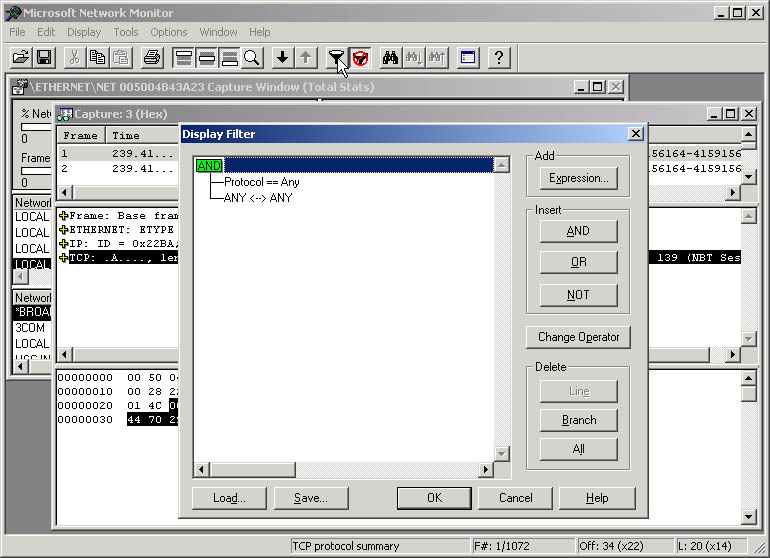 Microsoft Network Monitor
File Edit Display Tools Options Window Help
\ETHERNET\NET 005004B43A23 Capture Window (Total Stats)
% Net
0
Frame
0
Network
LOCAL
LOCAL
LOCAL
LOCAL
Network
*BROA
3COM
LOCAL
Capture: 3 (Hex)
Frame Time
1 239.41... 56164-4159156
2 239.41... 56164-4159156
Frame: Base fram
ETHERNET: ETYPE
IP: ID = 0x22BA;
TCP: .A...., len 139 (NBT Ses
00000000 00 50 04
00000010 00 28 22
00000020 01 4C
00000030 44 70
Display Filter
AND
Protocol == Any
ANY <--> ANY
Add
Expression...
Insert
AND
OR
NOT
Change Operator
Delete
Line
Branch
All
Load... Save... OK Cancel Help
TCP protocol summary F#: 1/1072 Off: 34 (x22) L: 20 (x14)